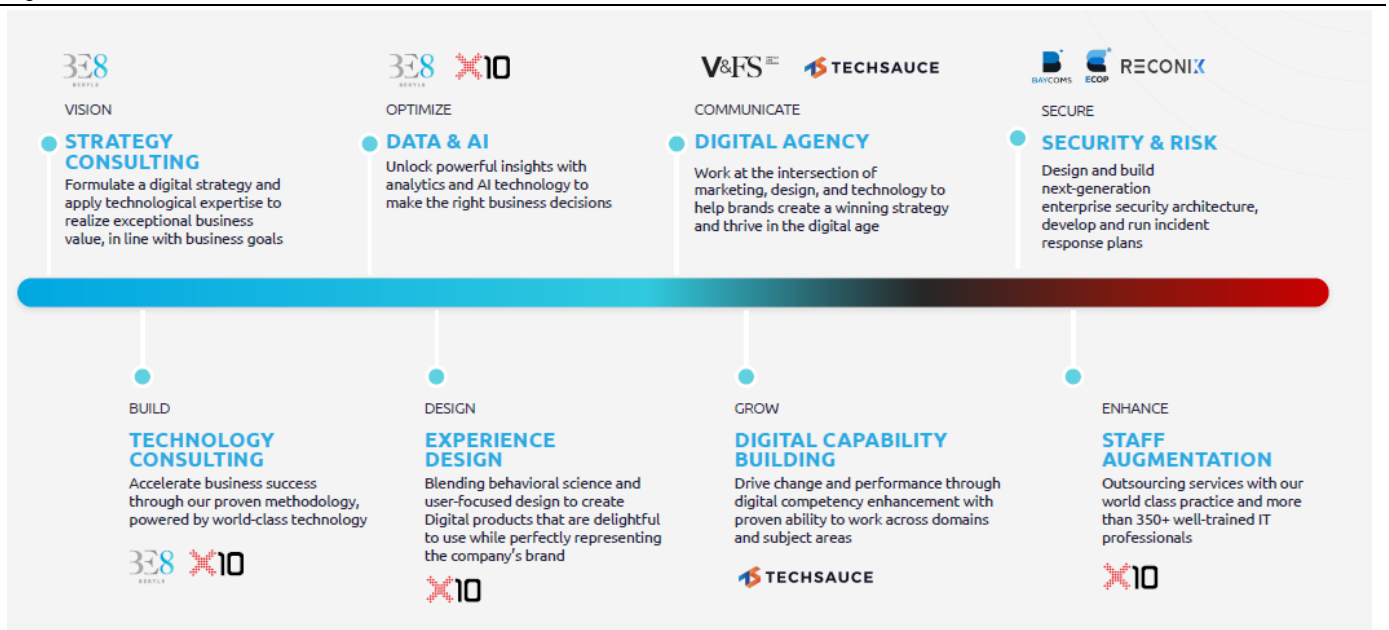 BE8
BERYL8
VISION
STRATEGY
CONSULTING
Formulate a digital strategy and
apply technological expertise to
realize exceptional business
value, in line with business goals
BE8 X10
BERYL8
OPTIMIZE
DATA & AI
Unlock powerful insights with
analytics and AI technology to
make the right business decisions
V&FS TECHSAUCE
COMMUNICATE
DIGITAL AGENCY
Work at the intersection of
marketing, design, and technology to
help brands create a winning strategy
and thrive in the digital age
BAYCOMS ECOP RECONIX
SECURE
SECURITY & RISK
Design and build
next-generation
enterprise security architecture,
develop and run incident
response plans
BUILD
TECHNOLOGY
CONSULTING
Accelerate business success
through our proven methodology,
powered by world-class technology
BE8 X10
BERYL8
DESIGN
EXPERIENCE
DESIGN
Blending behavioral science and
user-focused design to create
Digital products that are delightful
to use while perfectly representing
the company's brand
X10
GROW
DIGITAL CAPABILITY
BUILDING
Drive change and performance through
digital competency enhancement with
proven ability to work across domains
and subject areas
TECHSAUCE
ENHANCE
STAFF
AUGMENTATION
Outsourcing services with our
world class practice and more
than 350+ well-trained IT
professionals
X10